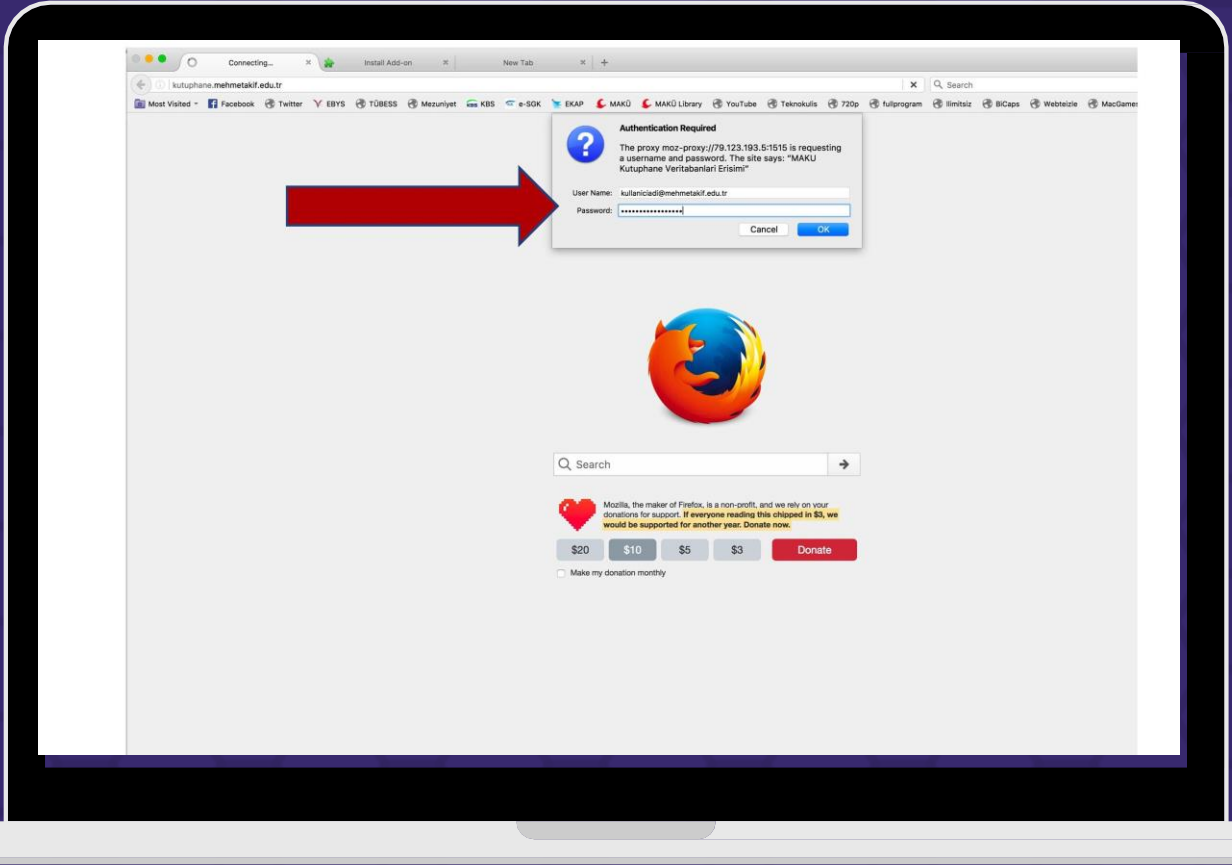 Connecting...
Install Add-on
New Tab
kutuphane.mehmetakif.edu.tr
Search
Most Visited Facebook Twitter EBYS TÜBESS Mezuniyet KBS e-SGK EKAP MAKÜ MAKÜ Library YouTube Teknokulis 720p fullprogram Ilimitsiz BiCaps Webteizle MacGames
Authentication Required
The proxy moz-proxy://79.123.193.5:1515 is requesting
a username and password. The site says: "MAKU
Kutuphane Veritabanlari Erisimi"
User Name: kullaniciadi@mehmetakif.edu.tr
Password: •••••••••••••••••
Cancel OK
Search
Mozilla, the maker of Firefox, is a non-profit, and we rely on your
donations for support. If everyone reading this chipped in $3, we
would be supported for another year. Donate now.
$20 $10 $5 $3 Donate
Make my donation monthly